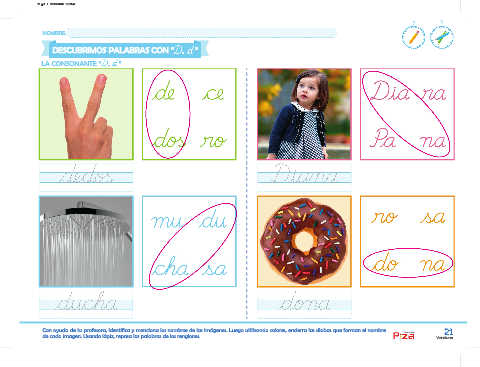 NOMBRE:
DESCUBRIMOS PALABRAS CON "D, d"
LA CONSONANTE "D, d"
de ce
dos ro
dedos
Dia na
Pa na
Diana
mu du
cha sa
ducha
ro sa
do na
dona
Con ayuda de tu profesora, identifica y menciona los nombres de las imágenes. Luego utilizando colores, encierra las sílabas que forman el nombre
de cada imagen. Usando lápiz, repasa las palabras de los renglones.
21